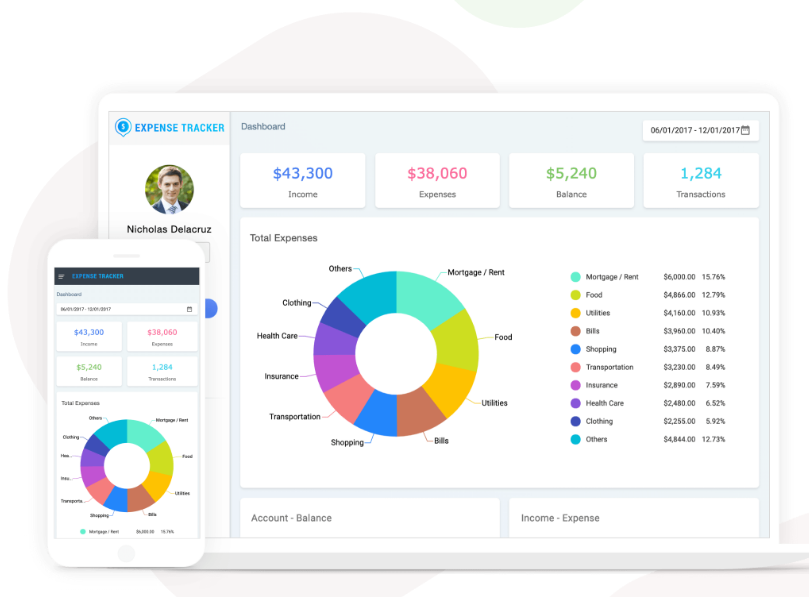 EXPENSE TRACKER
Dashboard
06/01/2017 - 12/01/2017
$43,300
Income
$38,060
Expenses
$5,240
Balance
1,284
Transactions
Nicholas Delacruz
Total Expenses
Others
Mortgage / Rent
Clothing
Health Care
Food
Insurance
Utilities
Transportation
Shopping
Bills
Mortgage / Rent $6,000.00 15.76%
Food $4,866.00 12.79%
Utilities $4,160.00 10.93%
Bills $3,960.00 10.40%
Shopping $3,375.00 8.87%
Transportation $3,230.00 8.49%
Insurance $2,890.00 7.59%
Health Care $2,480.00 6.52%
Clothing $2,255.00 5.92%
Others $4,844.00 12.73%
Account - Balance
Income - Expense
EXPENSE TRACKER
Dashboard
06/01/2017 - 12/01/2017
$43,300
Income
$38,060
Expenses
$5,240
Balance
1,284
Transactions
Total Expenses
Others
Mortgage / Rent
Clothing
Hea...
Food
Insu...
Utilities
Transporta...
Shopping
Bills
Mortgage / Rent $6,000.00 15.76%